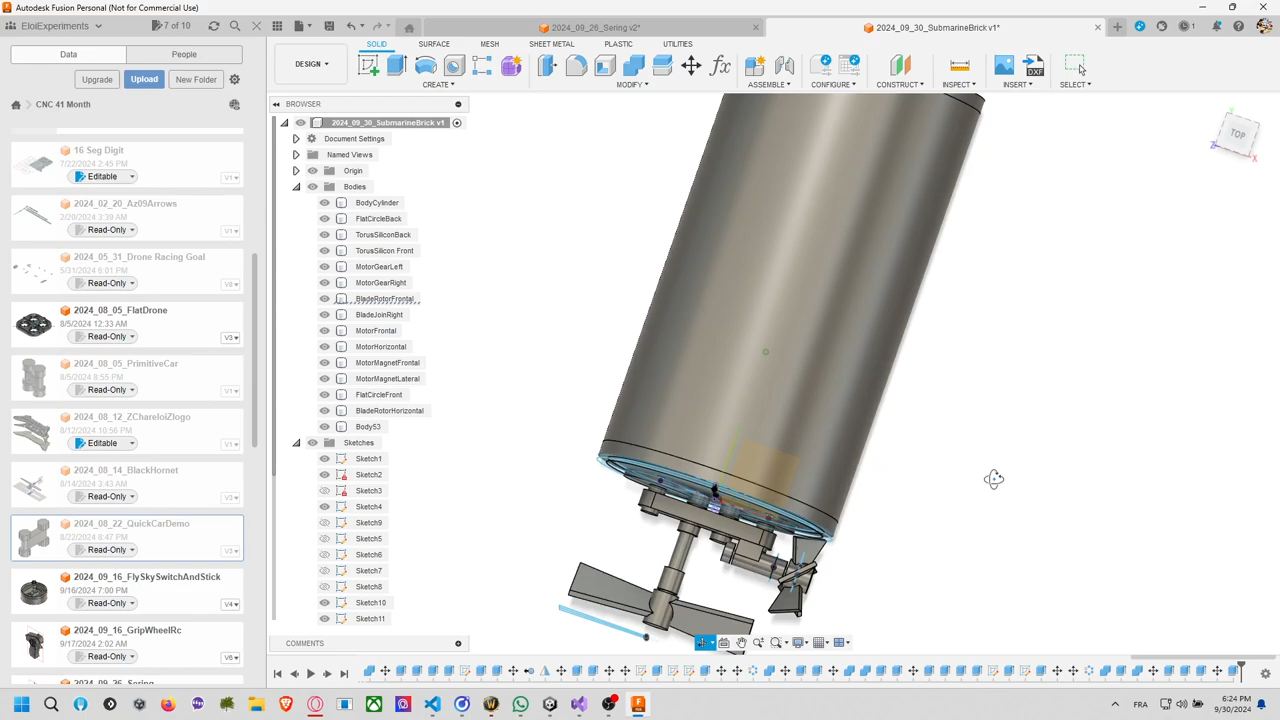 Autodesk Fusion Personal (Not for Commercial Use)
EloiExperiments
7 of 10
2024_09_26_Sering v2*
2024_09_30_SubmarineBrick v1*
1
Data
People
Upgrade
Upload
New Folder
CNC 41 Month
16 Seg Digit
7/22/2024 2:45 PM
Editable
V1
2024_02_20_Az09Arrows
2/20/2024 3:39 AM
Read-Only
V1
2024_05_31_Drone Racing Goal
5/31/2024 8:01 PM
Read-Only
2024_08_05_FlatDrone
8/5/2024 12:33 AM
Read-Only
V3
2024_08_05_PrimitiveCar
8/5/2024 8:55 PM
Read-Only
2024_08_12_ZChareloiZlogo
8/12/2024 10:56 PM
Editable
V1
2024_08_14_BlackHornet
8/14/2024 3:43 AM
Read-Only
2024_08_22_QuickCarDemo
8/22/2024 6:47 PM
Read-Only
V3
2024_09_16_FlySkySwitchAndStick
9/16/2024 7:00 PM
Read-Only
V4
2024_09_16_GripWheelRc
9/17/2024 2:02 AM
Read-Only
V6
DESIGN
SOLID
SURFACE
MESH
SHEET METAL
PLASTIC
UTILITIES
CREATE
MODIFY
ASSEMBLE
CONFIGURE
CONSTRUCT
INSPECT
INSERT
SELECT
BROWSER
2024_09_30_SubmarineBrick v1
Document Settings
Named Views
Origin
Bodies
BodyCylinder
FlatCircleBack
TorusSiliconBack
TorusSilicon Front
MotorGearLeft
MotorGearRight
BladeRotorFrontal
BladeJoinRight
MotorFrontal
MotorHorizontal
MotorMagnetFrontal
MotorMagnetLateral
FlatCircleFront
BladeRotorHorizontal
Body53
Sketches
Sketch1
Sketch2
Sketch3
Sketch4
Sketch9
Sketch5
Sketch6
Sketch7
Sketch8
Sketch10
Sketch11
COMMENTS
TOP
Z
X
FRA
6:24 PM
9/30/2024